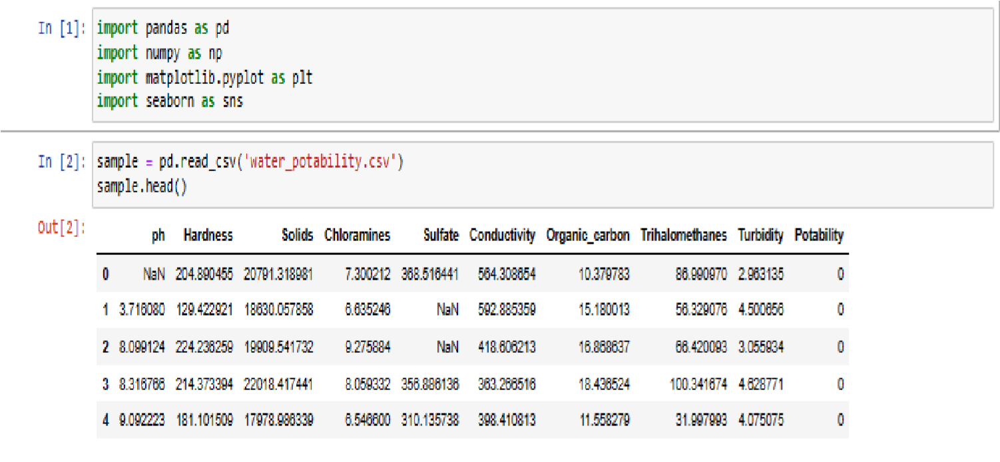 In [1]: import pandas as pd
import numpy as np
import matplotlib.pyplot as plt
import seaborn as sns
In [2]: sample = pd.read_csv('water_potability.csv')
sample.head()
Out[2]:
ph Hardness Solids Chloramines Sulfate Conductivity Organic_carbon Trihalomethanes Turbidity Potability
0 NaN 204.890455 20791.318981 7.300212 368.516441 564.308654 10.379783 86.990970 2.963135 0
1 3.716080 129.422921 18630.057858 6.635246 NaN 592.885359 15.180013 56.329076 4.500656 0
2 8.099124 224.236259 19909.541732 9.275884 NaN 418.606213 16.868637 66.420093 3.055934 0
3 8.316766 214.373394 22018.417441 8.059332 356.886136 363.266516 18.436524 100.341674 4.628771 0
4 9.092223 181.101509 17978.986339 6.546600 310.135738 398.410813 11.558279 31.997993 4.075075 0